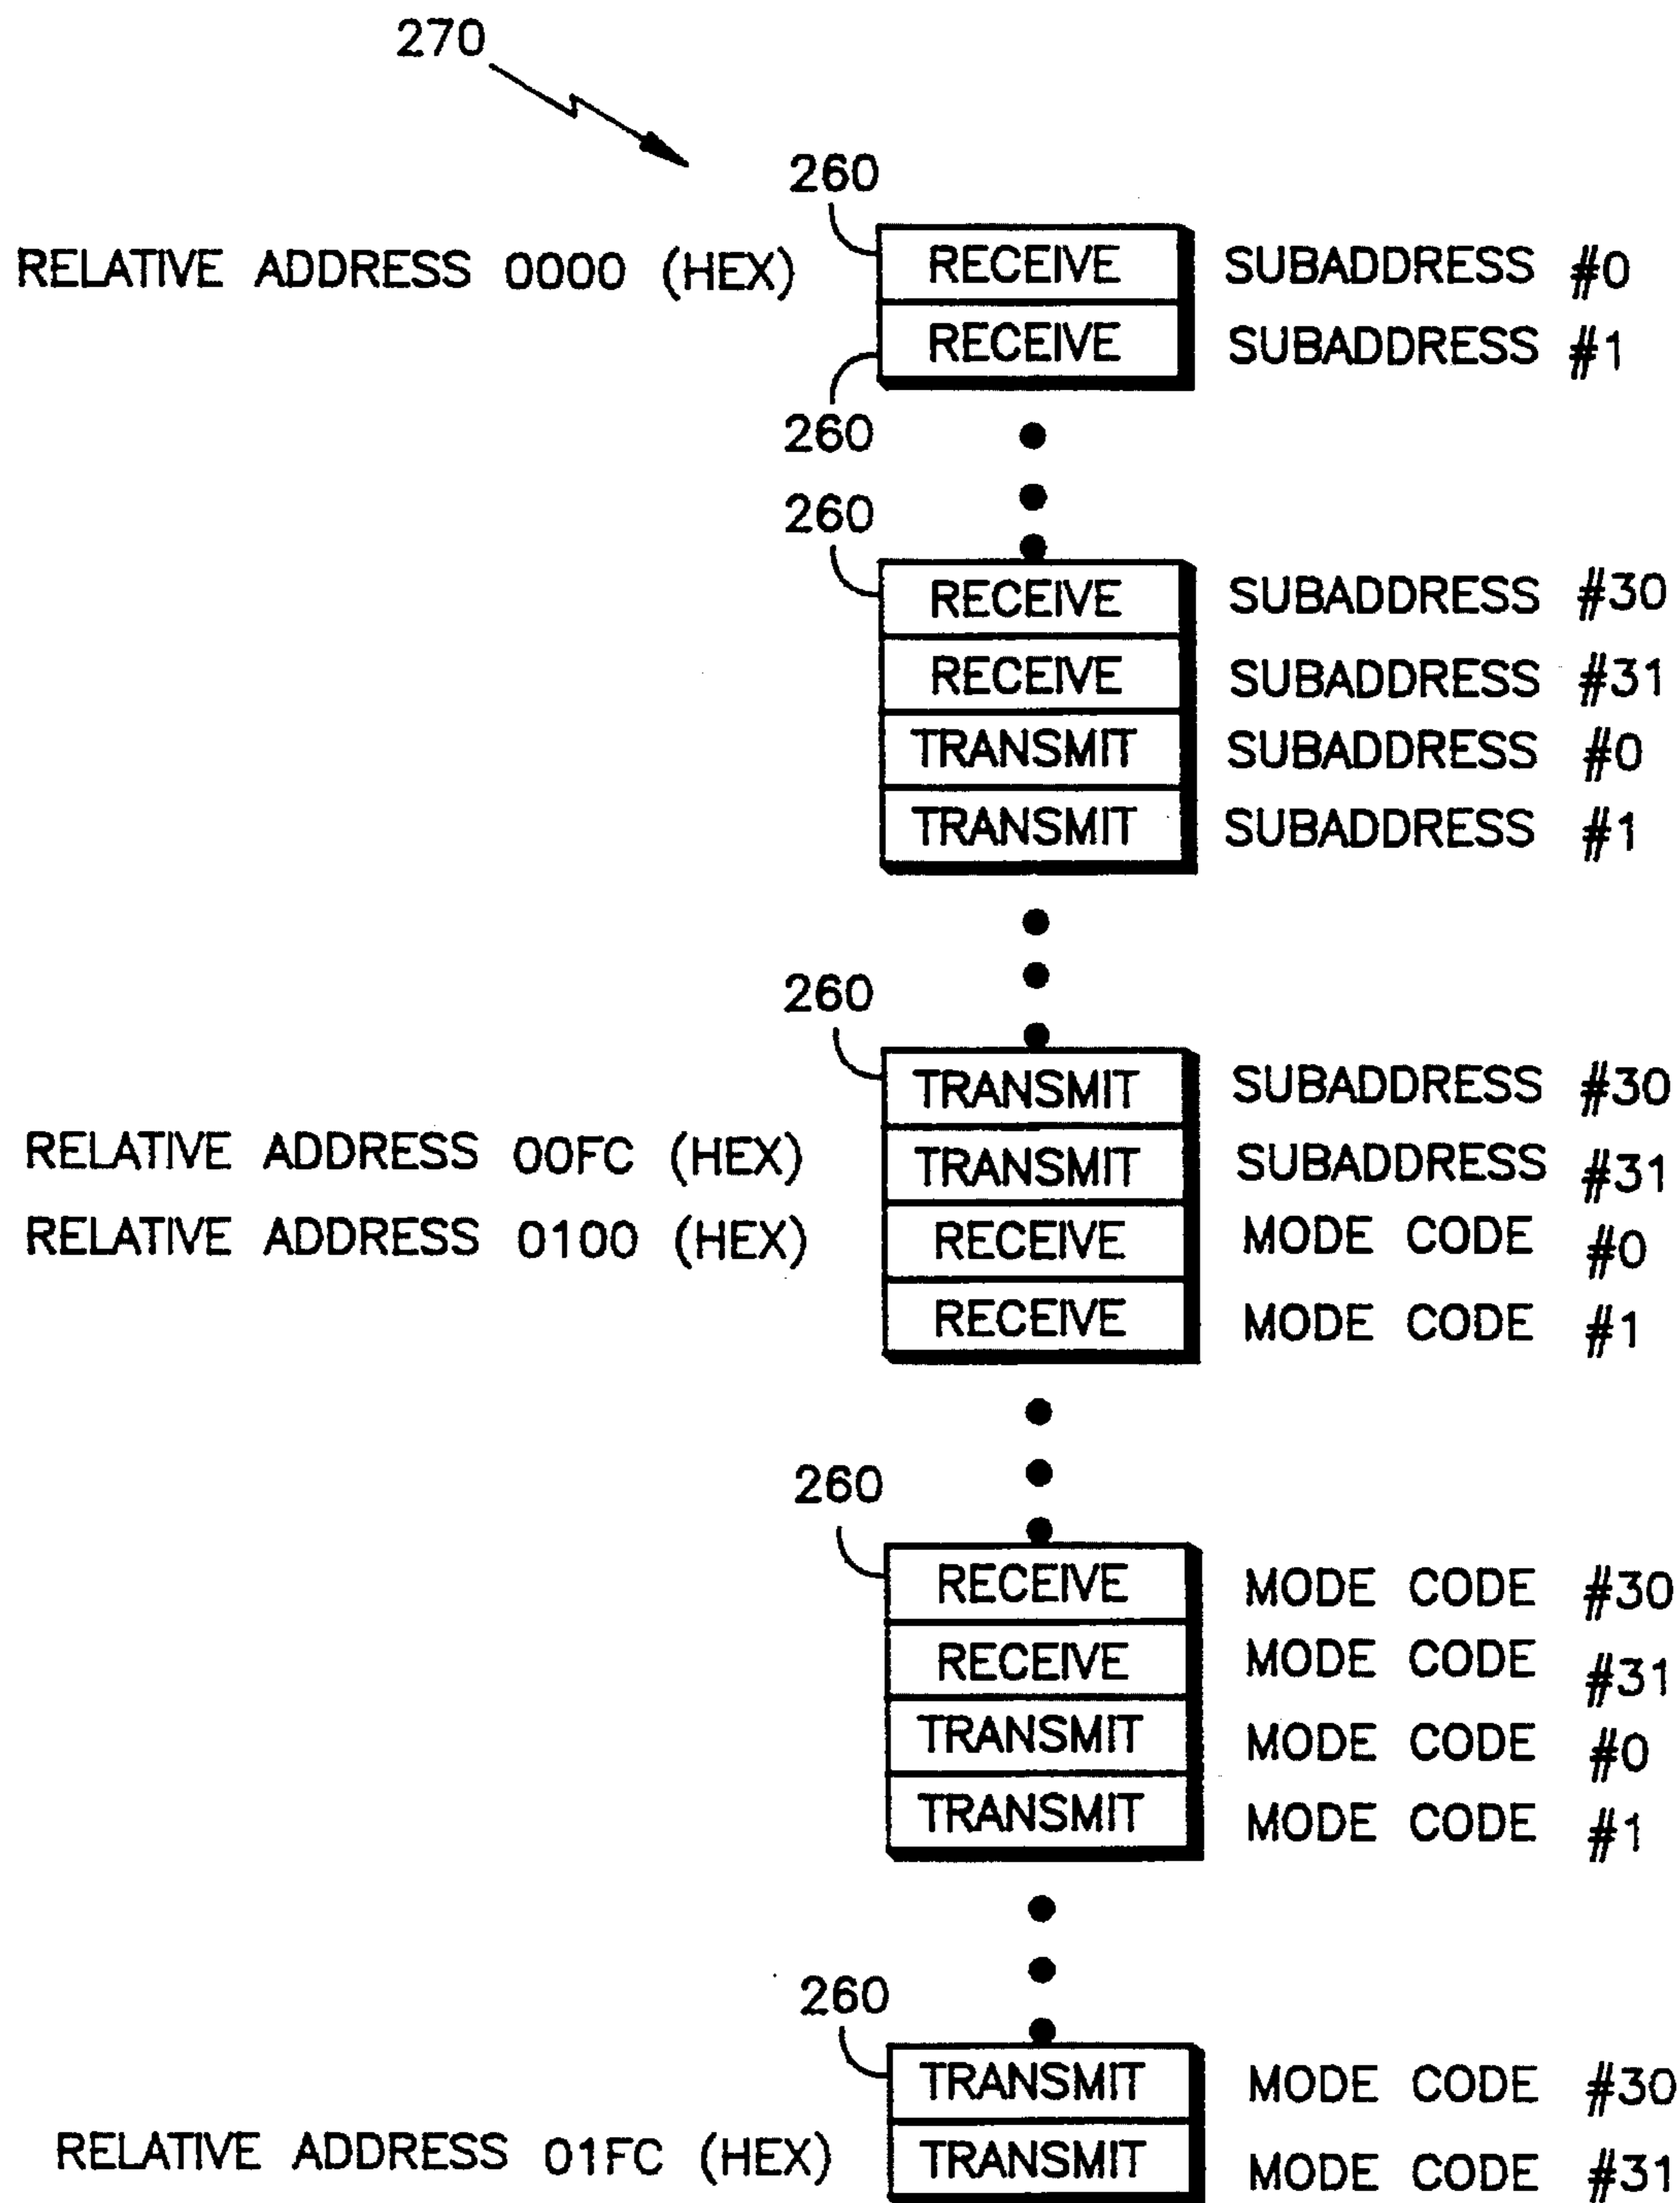 270
260
RELATIVE ADDRESS 0000 (HEX) RECEIVE SUBADDRESS #0
RECEIVE SUBADDRESS #1
260
260
RECEIVE SUBADDRESS #30
RECEIVE SUBADDRESS #31
TRANSMIT SUBADDRESS #0
TRANSMIT SUBADDRESS #1
260
TRANSMIT SUBADDRESS #30
RELATIVE ADDRESS 00FC (HEX) TRANSMIT SUBADDRESS #31
RELATIVE ADDRESS 0100 (HEX) RECEIVE MODE CODE #0
RECEIVE MODE CODE #1
260
RECEIVE MODE CODE #30
RECEIVE MODE CODE #31
TRANSMIT MODE CODE #0
TRANSMIT MODE CODE #1
260
TRANSMIT MODE CODE #30
RELATIVE ADDRESS 01FC (HEX) TRANSMIT MODE CODE #31